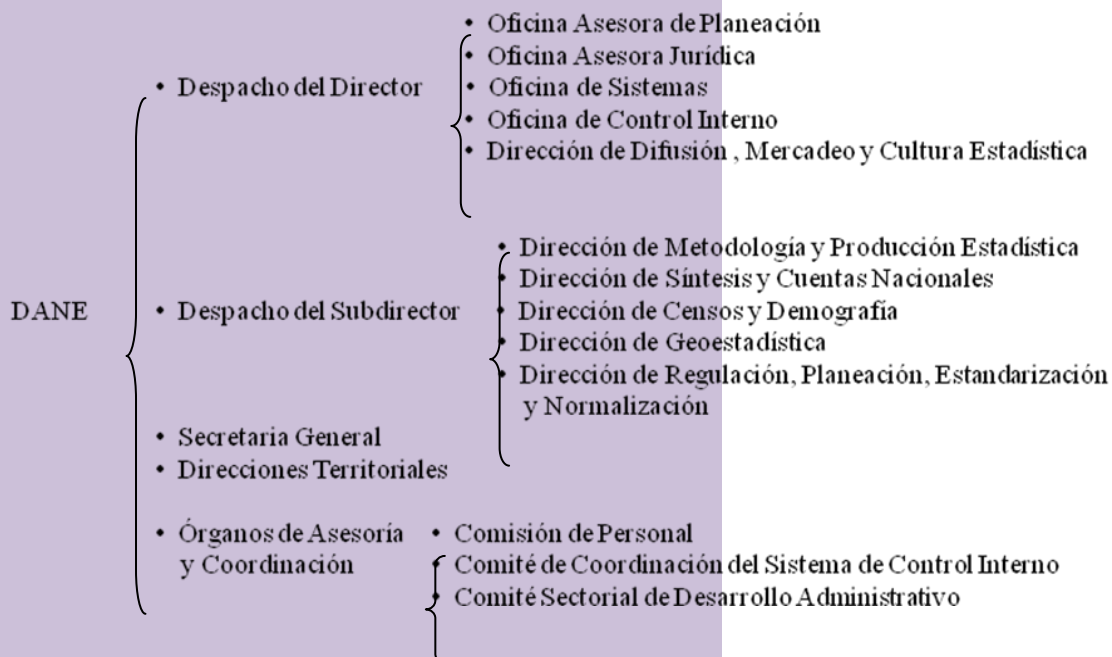 • Oficina Asesora de Planeación
• Oficina Asesora Jurídica
• Despacho del Director
• Oficina de Sistemas
• Oficina de Control Interno
• Dirección de Difusión , Mercadeo y Cultura Estadística
• Dirección de Metodología y Producción Estadística
• Dirección de Síntesis y Cuentas Nacionales
DANE
• Despacho del Subdirector
• Dirección de Censos y Demografía
• Dirección de Geoestadística
• Dirección de Regulación, Planeación, Estandarización
y Normalización
• Secretaria General
• Direcciones Territoriales
• Órganos de Asesoría
y Coordinación
• Comisión de Personal
• Comité de Coordinación del Sistema de Control Interno
• Comité Sectorial de Desarrollo Administrativo